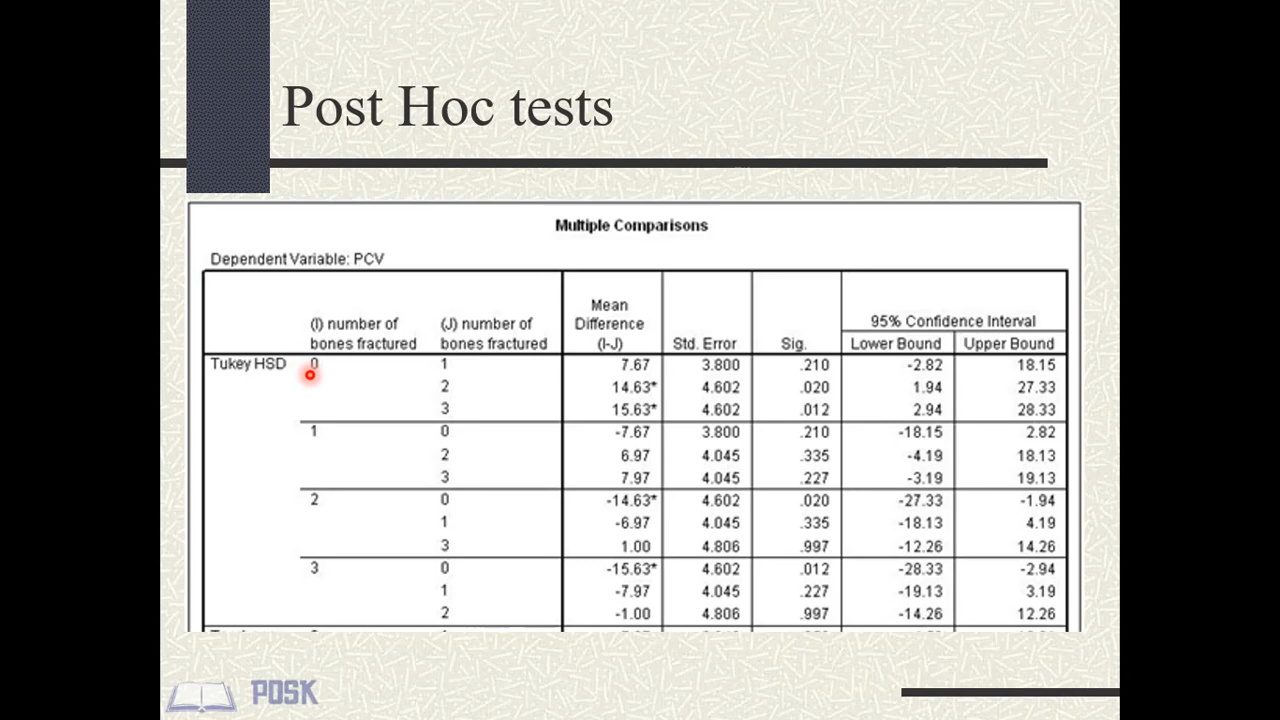 Post Hoc tests
Multiple Comparisons
Dependent Variable: PCV
(I) number of bones fractured (J) number of bones fractured Mean Difference (I-J) Std. Error Sig. 95% Confidence Interval Lower Bound Upper Bound
Tukey HSD 0 1 7.67 3.800 .210 -2.82 18.15
2 14.63* 4.602 .020 1.94 27.33
3 15.63* 4.602 .012 2.94 28.33
1 0 -7.67 3.800 .210 -18.15 2.82
2 6.97 4.045 .335 -4.19 18.13
3 7.97 4.045 .227 -3.19 19.13
2 0 -14.63* 4.602 .020 -27.33 -1.94
1 -6.97 4.045 .335 -18.13 4.19
3 1.00 4.806 .997 -12.26 14.26
3 0 -15.63* 4.602 .012 -28.33 -2.94
1 -7.97 4.045 .227 -19.13 3.19
2 -1.00 4.806 .997 -14.26 12.26
POSK